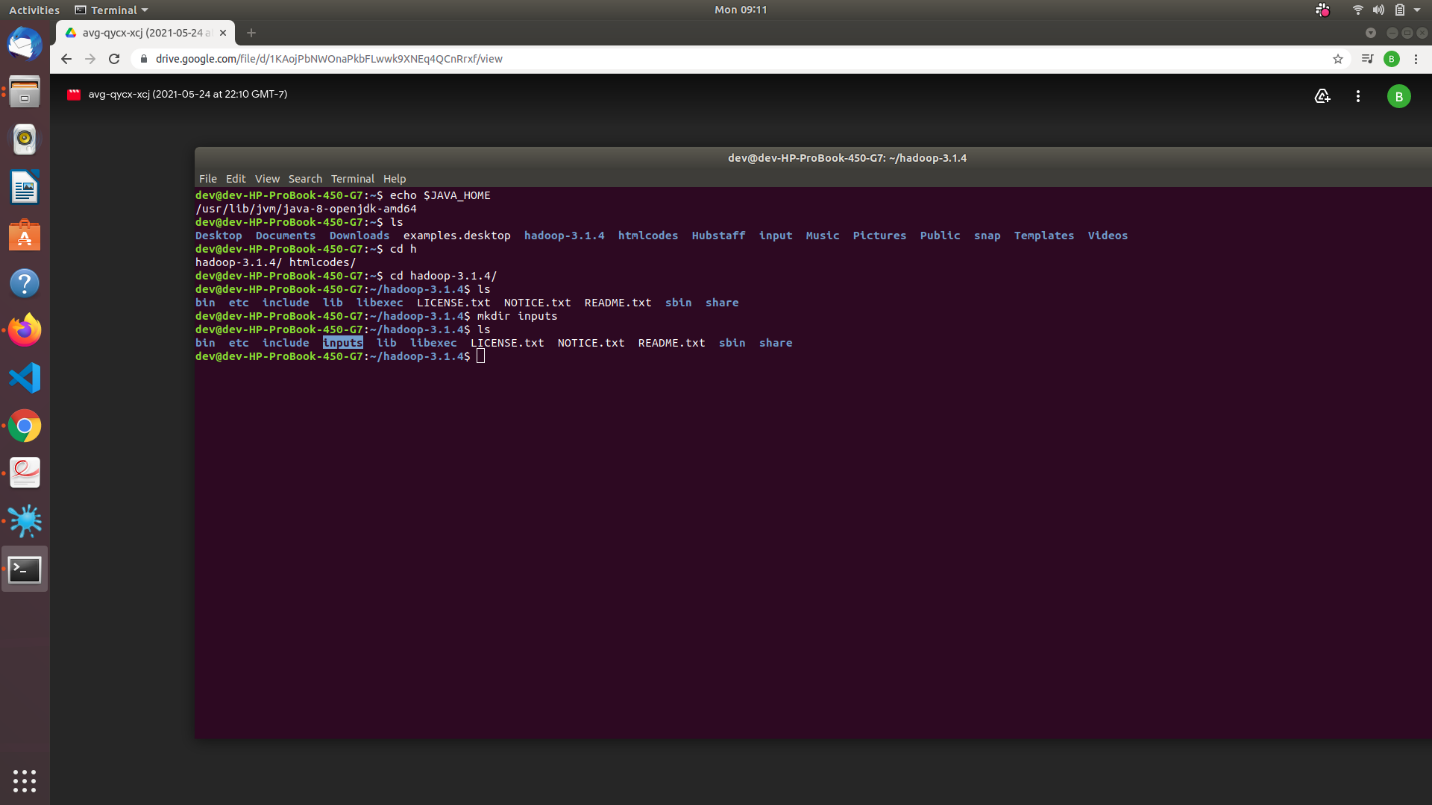 Activities Terminal Mon 09:11
avg-qycx-xcj (2021-05-24 a
drive.google.com/file/d/1KAojPbNWOnaPkbFLwwk9XNEq4QCnRrxf/view B
avg-qycx-xcj (2021-05-24 at 22:10 GMT-7) B
dev@dev-HP-ProBook-450-G7: ~/hadoop-3.1.4
File Edit View Search Terminal Help
dev@dev-HP-ProBook-450-G7:~$ echo $JAVA_HOME
/usr/lib/jvm/java-8-openjdk-amd64
dev@dev-HP-ProBook-450-G7:~$ ls
Desktop Documents Downloads examples.desktop hadoop-3.1.4 htmlcodes Hubstaff input Music Pictures Public snap Templates Videos
dev@dev-HP-ProBook-450-G7:~$ cd h
hadoop-3.1.4/ htmlcodes/
dev@dev-HP-ProBook-450-G7:~$ cd hadoop-3.1.4/
dev@dev-HP-ProBook-450-G7:~/hadoop-3.1.4$ ls
bin etc include lib libexec LICENSE.txt NOTICE.txt README.txt sbin share
dev@dev-HP-ProBook-450-G7:~/hadoop-3.1.4$ mkdir inputs
dev@dev-HP-ProBook-450-G7:~/hadoop-3.1.4$ ls
bin etc include inputs lib libexec LICENSE.txt NOTICE.txt README.txt sbin share
dev@dev-HP-ProBook-450-G7:~/hadoop-3.1.4$